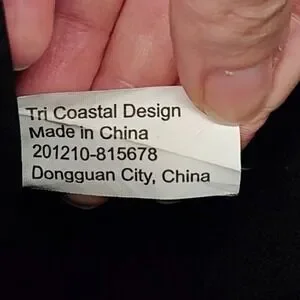 Tri Coastal Design
Made in China
201210-815678
Dongguan City, China